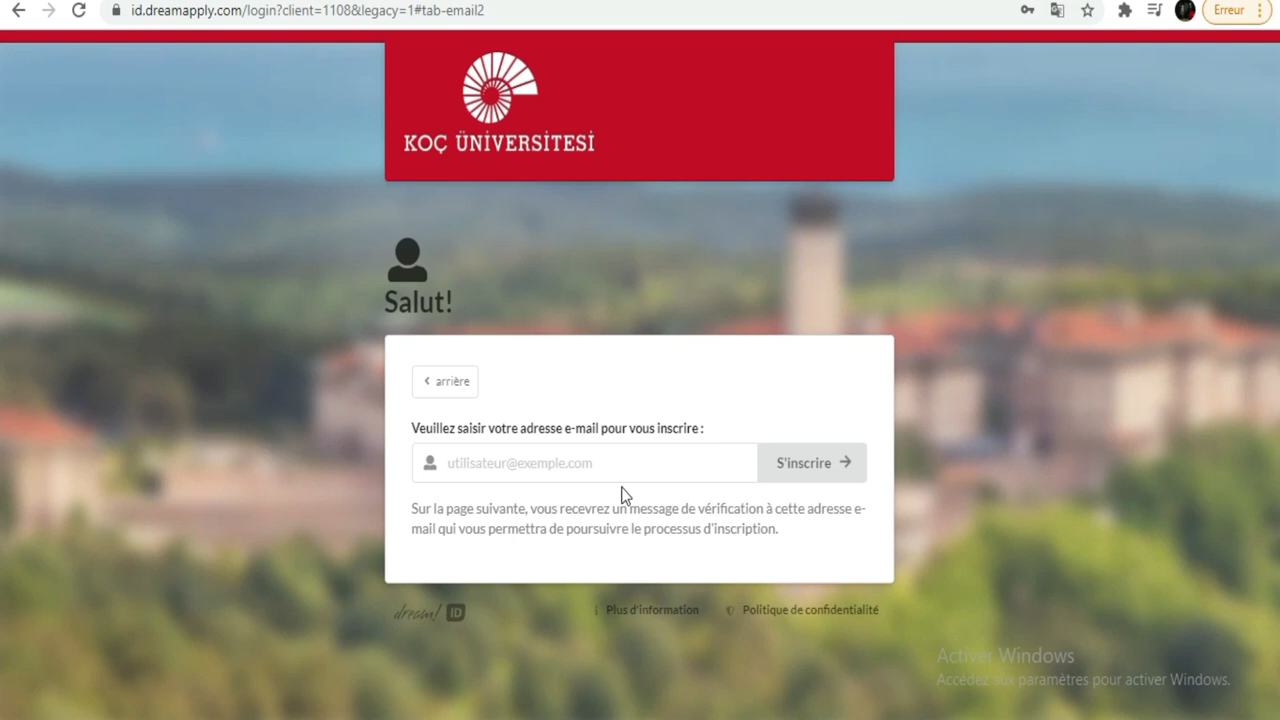 id.dreamapply.com/login?client=1108&legacy=1#tab-email2
Erreur
KOÇ ÜNİVERSİTESİ
Salut!
arrière
Veuillez saisir votre adresse e-mail pour vous inscrire :
utilisateur@exemple.com
S'inscrire
Sur la page suivante, vous recevrez un message de vérification à cette adresse e-
mail qui vous permettra de poursuivre le processus d'inscription.
dream! ID
Plus d'information
Politique de confidentialité
Activer Windows
Accédez aux paramètres pour activer Windows.